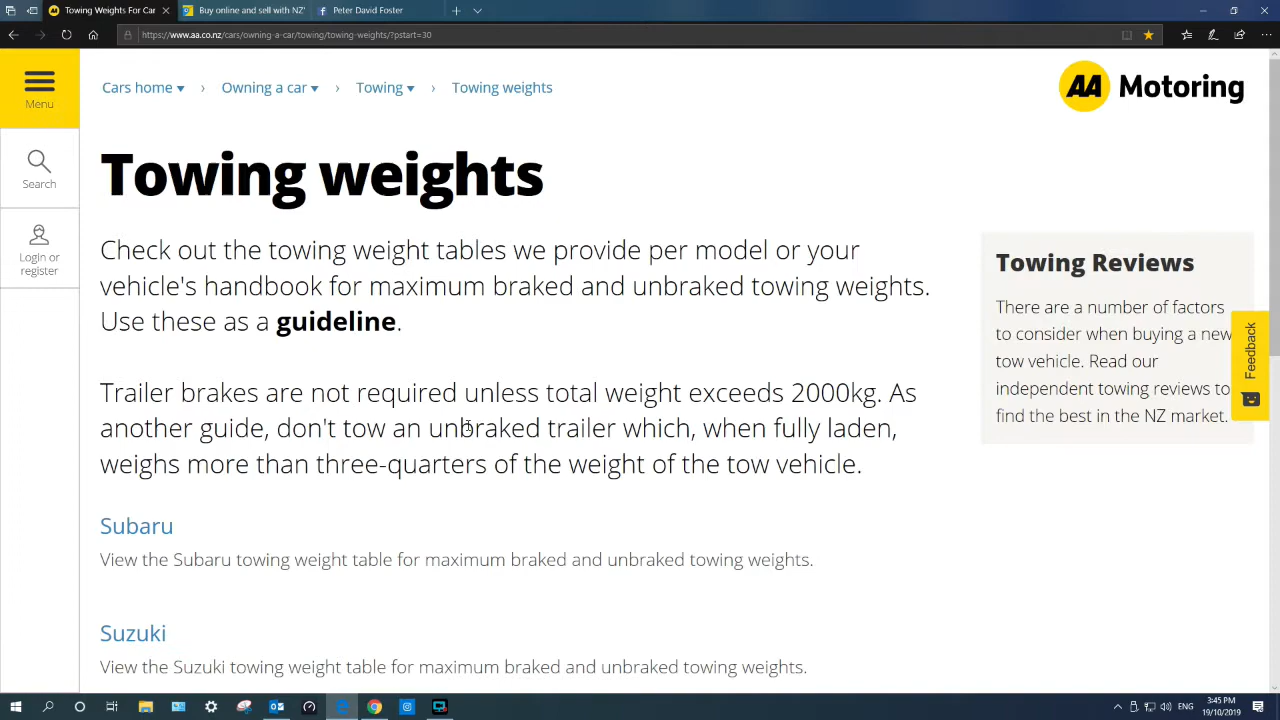 Towing Weights For Car
Buy online and sell with NZ'
Peter David Foster
https://www.aa.co.nz/cars/owning-a-car/towing/towing-weights/?pstart=30
Menu
Search
Login or
register
Cars home
Owning a car
Towing
Towing weights
AA Motoring
Towing weights
Check out the towing weight tables we provide per model or your
vehicle's handbook for maximum braked and unbraked towing weights.
Use these as a guideline.
Trailer brakes are not required unless total weight exceeds 2000kg. As
another guide, don't tow an unbraked trailer which, when fully laden,
weighs more than three-quarters of the weight of the tow vehicle.
Subaru
View the Subaru towing weight table for maximum braked and unbraked towing weights.
Suzuki
View the Suzuki towing weight table for maximum braked and unbraked towing weights.
Towing Reviews
There are a number of factors
to consider when buying a new
tow vehicle. Read our
independent towing reviews to
find the best in the NZ market.
Feedback
ENG
3:45 PM
19/10/2019